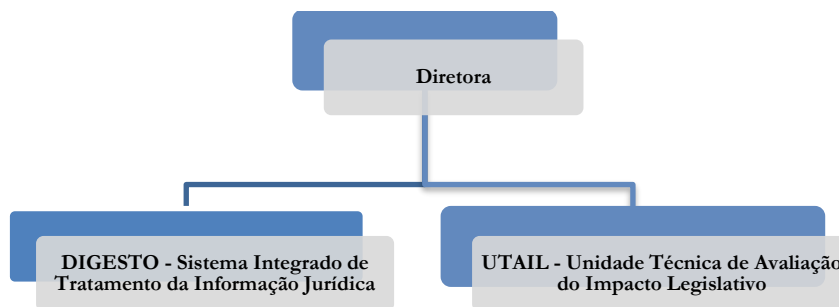 Diretora
DIGESTO - Sistema Integrado de
Tratamento da Informação Jurídica
UTAIL - Unidade Técnica de Avaliação
do Impacto Legislativo